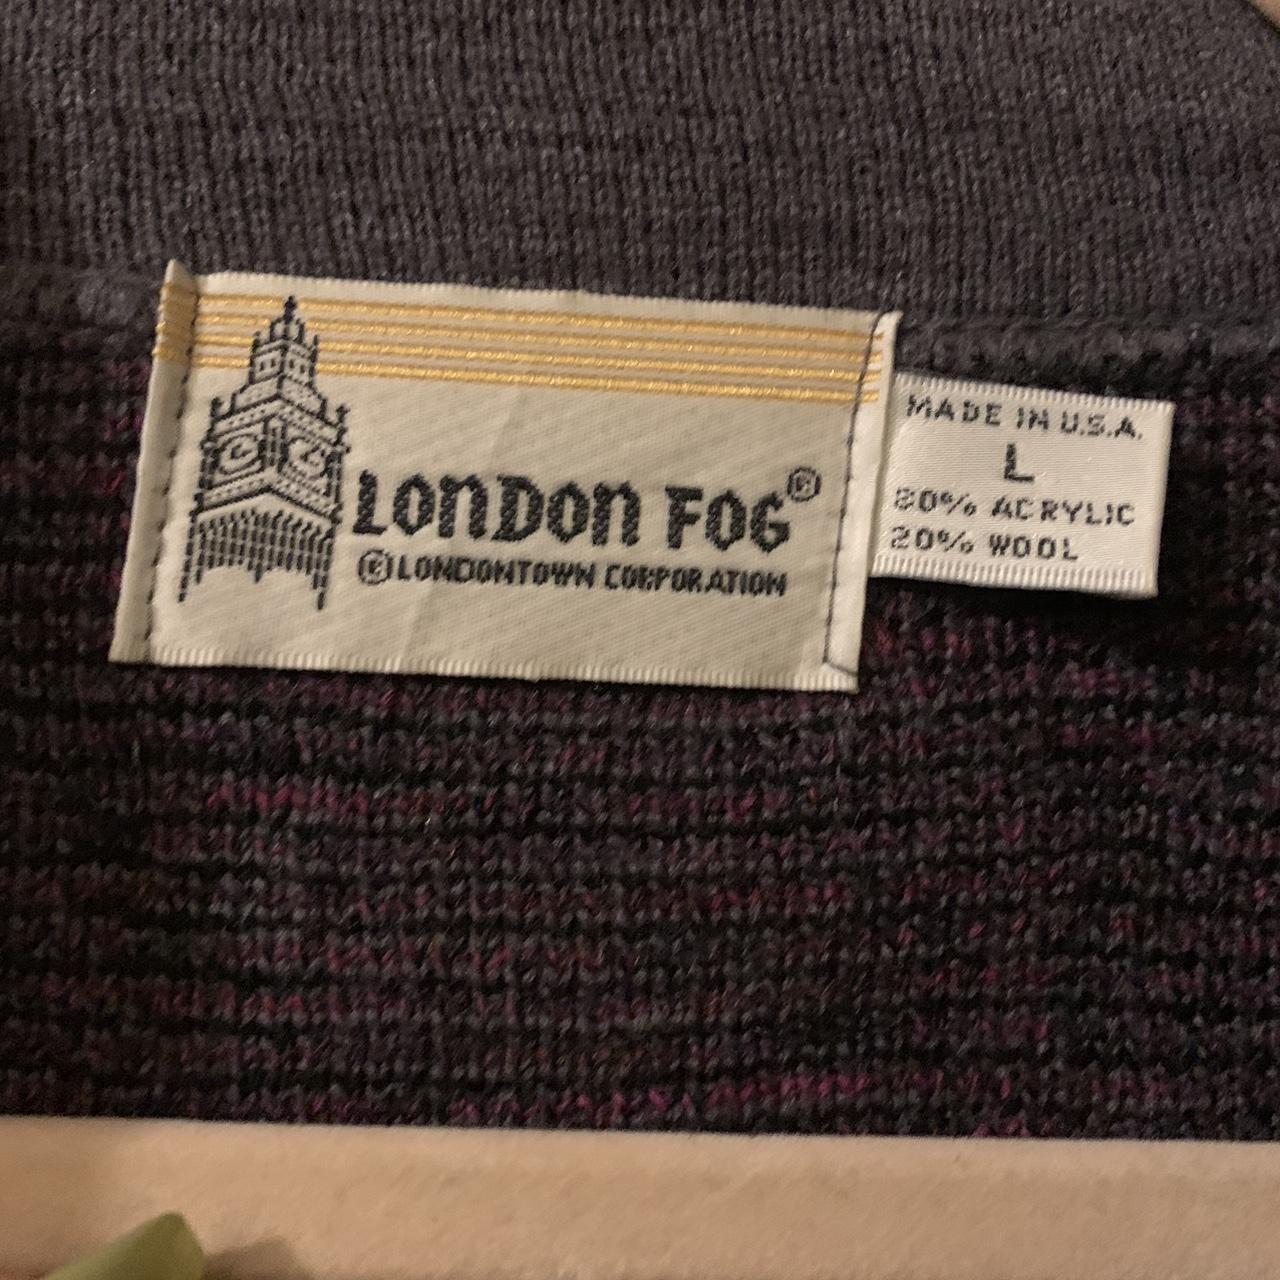 LONDON FOG®
©LONDONTOWN CORPORATION
MADE IN U.S.A.
L
80% ACRYLIC
20% WOOL